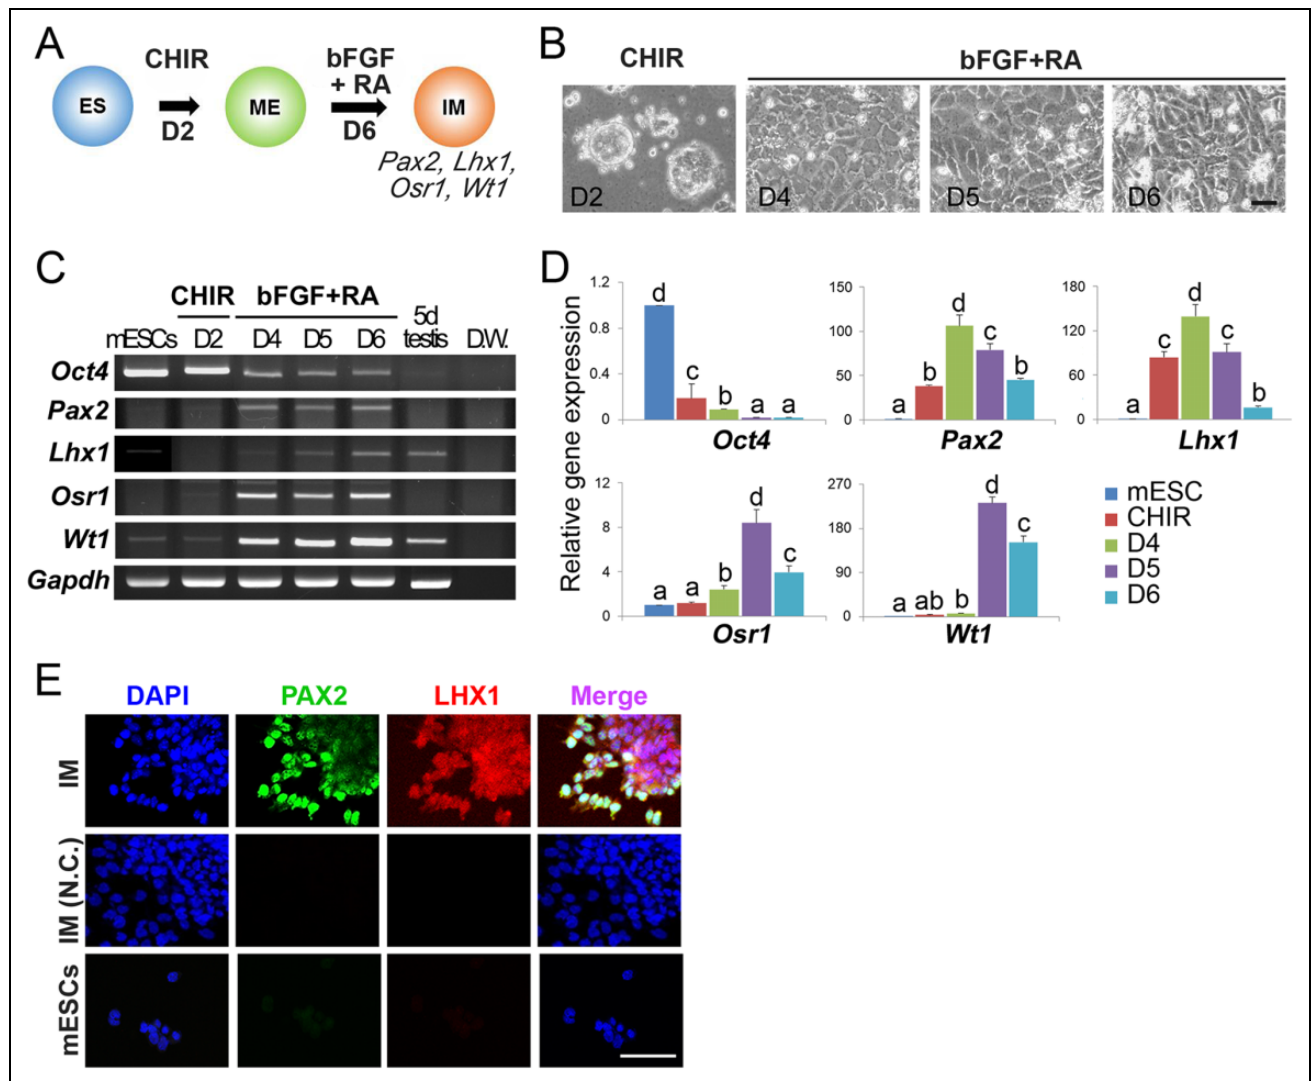 A
CHIR
bFGF
+ RA
ES
ME
IM
D2
D6
Pax2, Lhx1,
Osr1, Wt1
B
CHIR
bFGF+RA
D2
D4
D5
D6
C
CHIR
bFGF+RA
mESCs
D2
D4
D5
D6
5d
testis
D.W.
Oct4
Pax2
Lhx1
Osr1
Wt1
Gapdh
D
Relative gene expression
1.2
0.8
0.4
0
d
c
b
a
a
Oct4
150
100
50
0
a
b
d
c
b
Pax2
180
120
60
0
a
c
d
c
b
Lhx1
12
8
4
0
a
a
b
d
c
Osr1
270
180
90
0
a
ab
b
d
c
Wt1
mESC
CHIR
D4
D5
D6
E
DAPI
PAX2
LHX1
Merge
IM
IM (N.C.)
mESCs